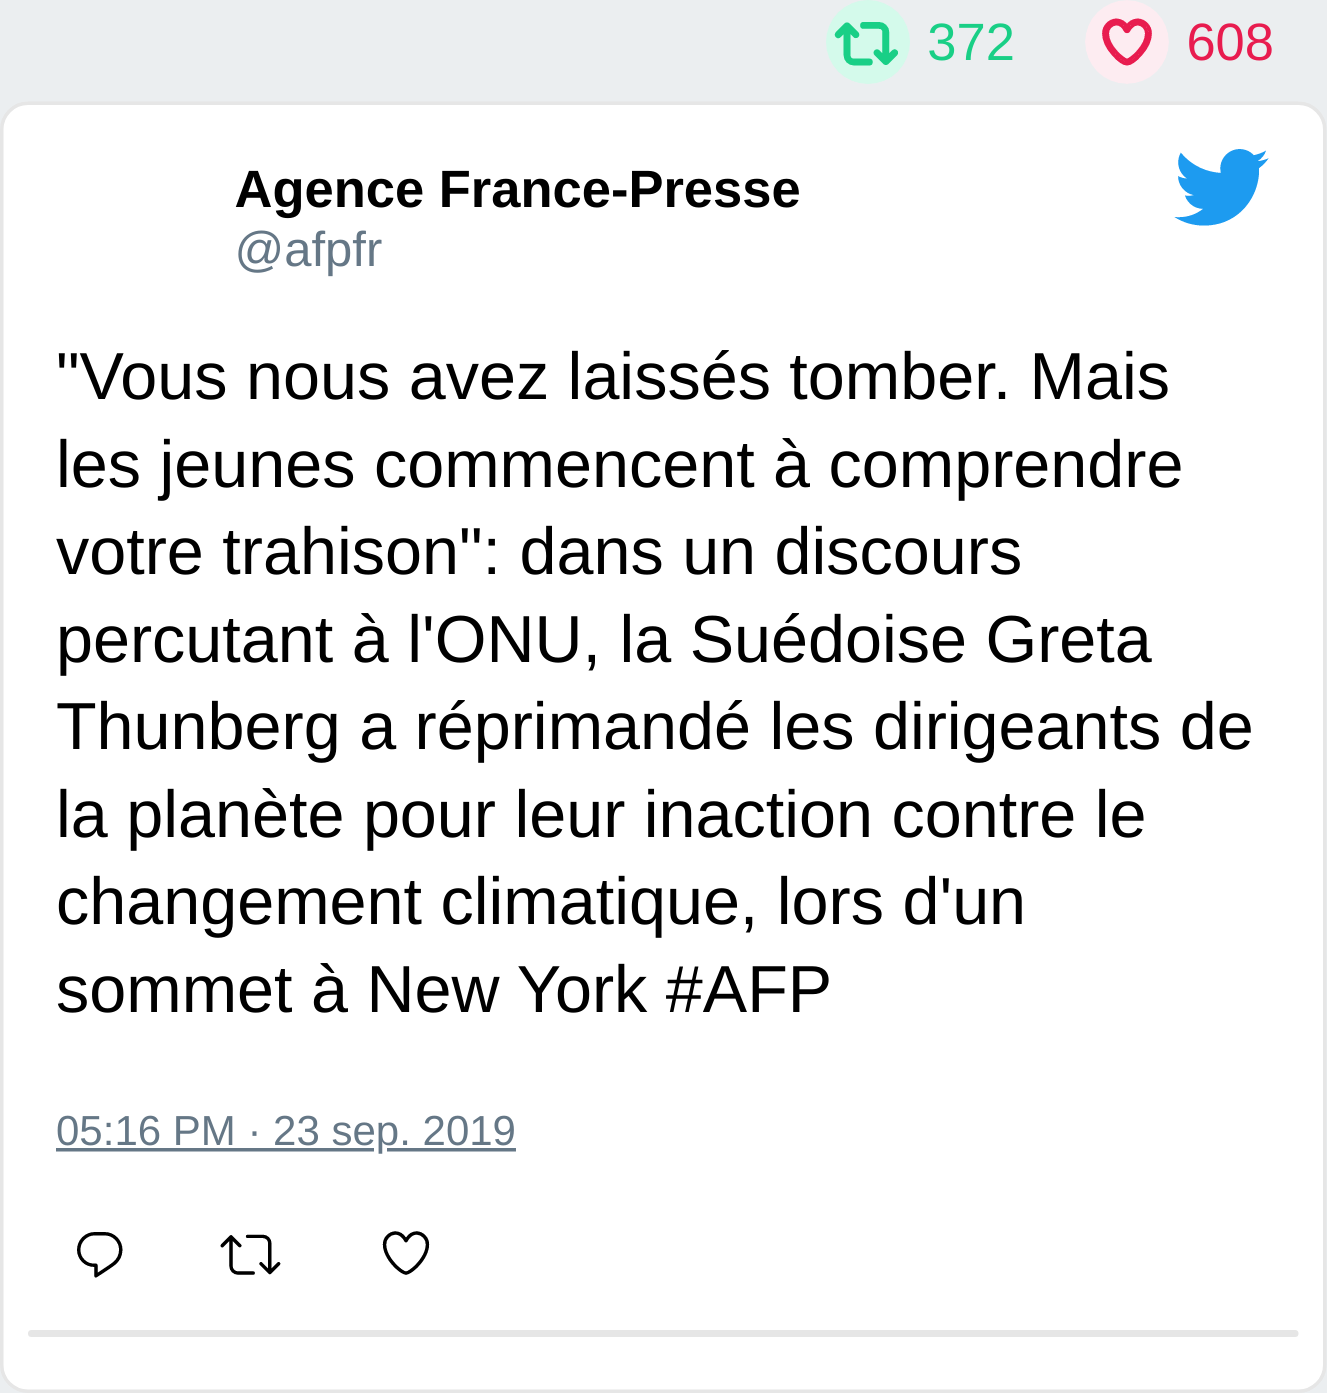 372 608
Agence France-Presse
@afpfr
"Vous nous avez laissés tomber. Mais
les jeunes commencent à comprendre
votre trahison": dans un discours
percutant à l'ONU, la Suédoise Greta
Thunberg a réprimandé les dirigeants de
la planète pour leur inaction contre le
changement climatique, lors d'un
sommet à New York #AFP
05:16 PM · 23 sep. 2019